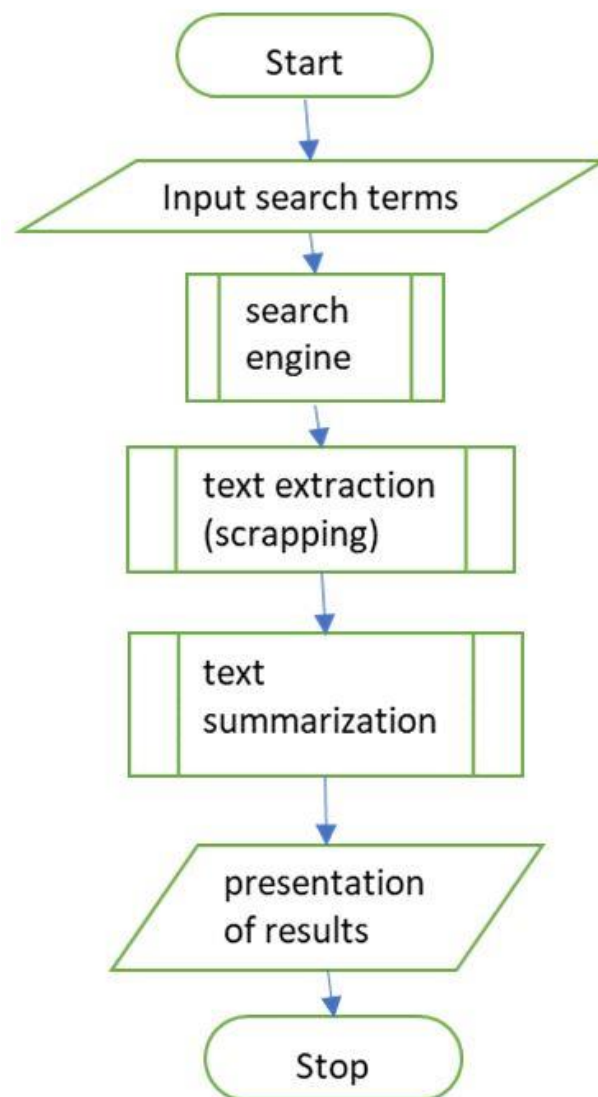 Start
Input search terms
search
engine
text extraction
(scrapping)
text
summarization
presentation
of results
Stop